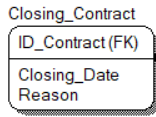 Closing_Contract
ID_Contract (FK)
Closing_Date
Reason